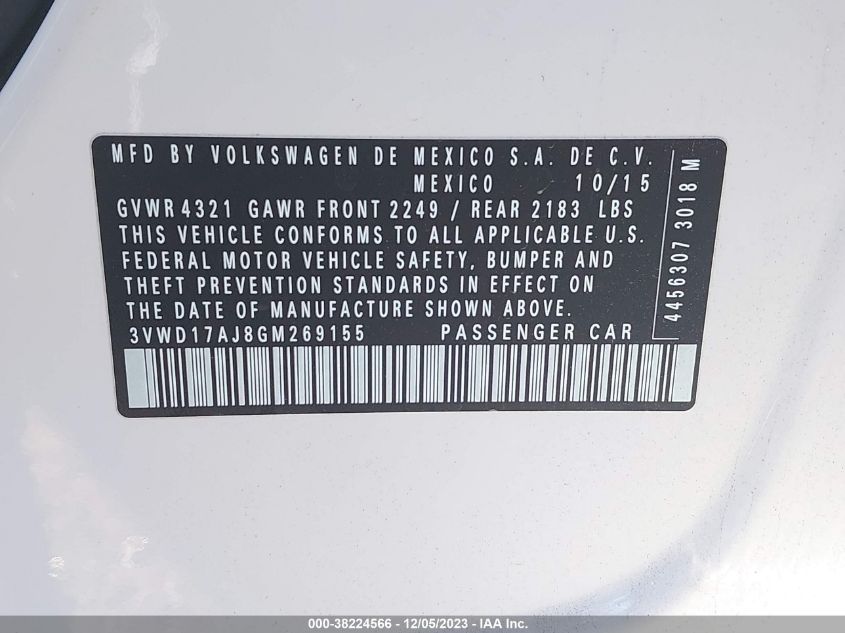 MFD BY VOLKSWAGEN DE MEXICO S.A. DE C.V.
MEXICO 10/15
GVWR 4321 GAWR FRONT 2249 / REAR 2183 LBS
THIS VEHICLE CONFORMS TO ALL APPLICABLE U.S.
FEDERAL MOTOR VEHICLE SAFETY, BUMPER AND
THEFT PREVENTION STANDARDS IN EFFECT ON
THE DATE OF MANUFACTURE SHOWN ABOVE.
3VWD17AJ8GM269155 PASSENGER CAR
4456307 3018 M
000-38224566 - 12/05/2023 - IAA Inc.